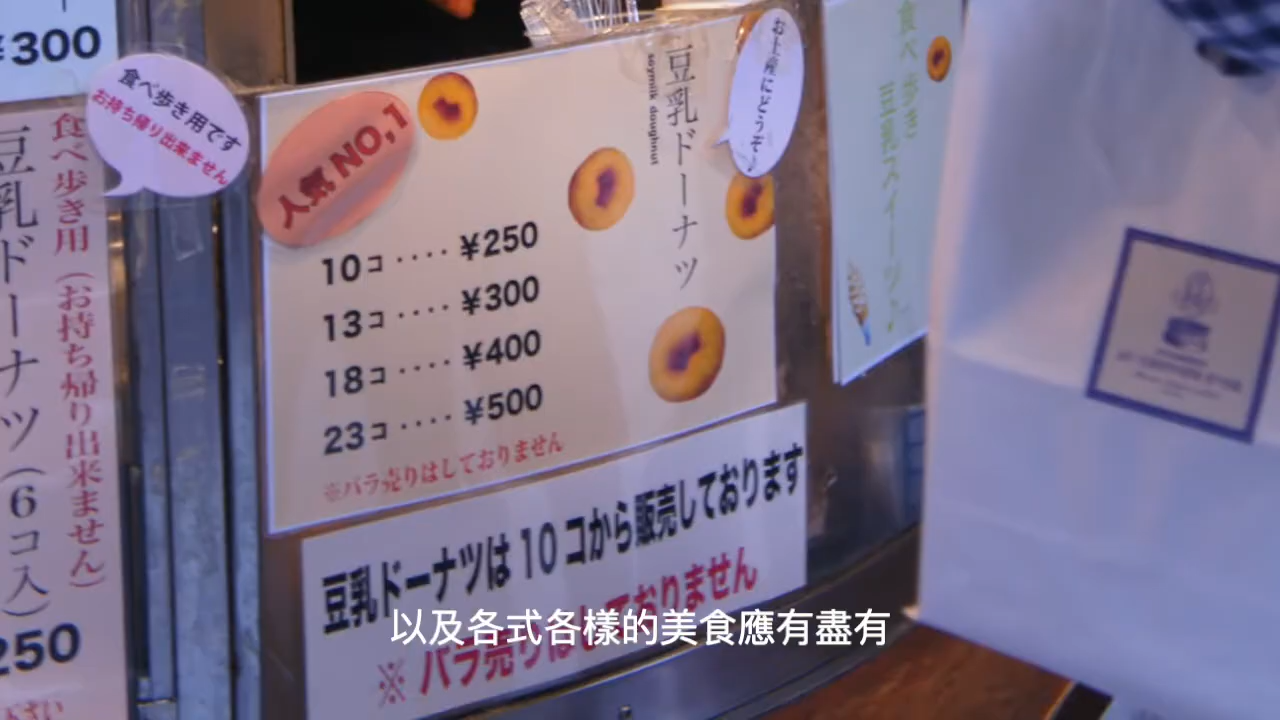 ¥300
食べ歩き用です
お持ち帰り出来ません
食べ歩き用(お持ち帰り出来ません)
豆乳ドーナツ(6コ入)
250
人気 NO,1
豆乳ドーナツ
soymilk doughnut
お土産にどうぞ
10コ‥‥¥250
13コ‥‥¥300
18コ‥‥¥400
23コ‥‥¥500
※バラ売りはしておりません
豆乳ドーナツは10コから販売しております
※バラ売りはしておりません
食べ歩き
豆乳スイーツ
以及各式各樣的美食應有盡有